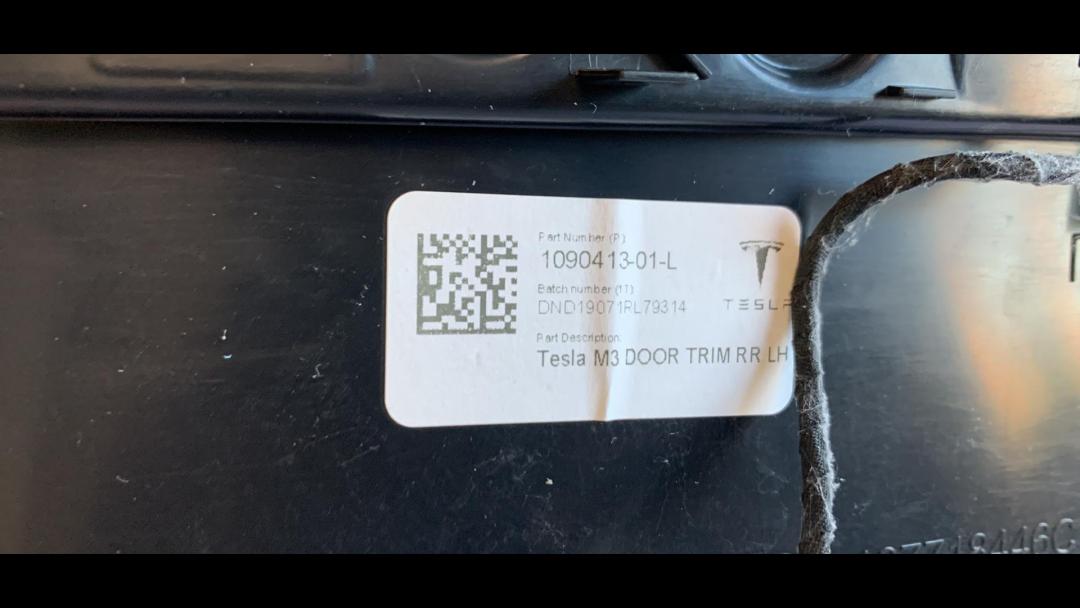 Part Number (P)
1090413-01-L
Batch number (1T)
DND19071RL79314
TESLA
Part Description:
Tesla M3 DOOR TRIM RR LH